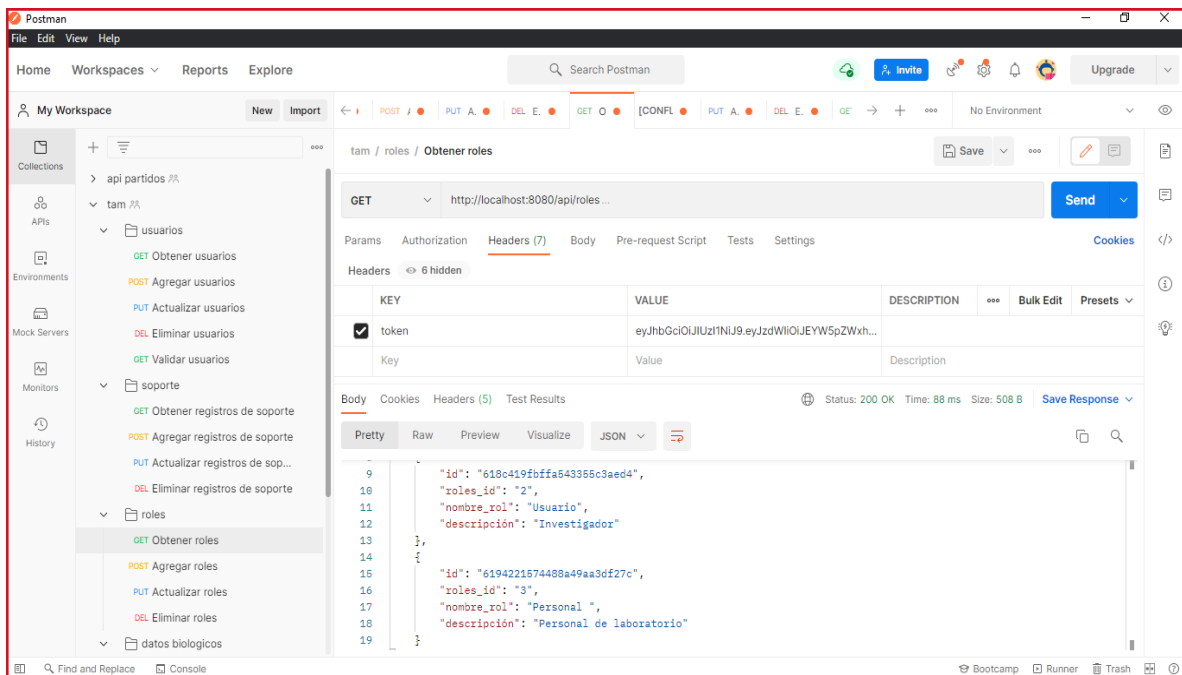 Postman
File Edit View Help
Home Workspaces Reports Explore
Search Postman
Invite
Upgrade
My Workspace
New Import
POST
PUT A.
DEL E.
GET O
[CONFL
PUT A.
DEL E.
No Environment
Collections
APIs
Environments
Mock Servers
Monitors
History
api partidos
tam
usuarios
GET Obtener usuarios
POST Agregar usuarios
PUT Actualizar usuarios
DEL Eliminar usuarios
GET Validar usuarios
soporte
GET Obtener registros de soporte
POST Agregar registros de soporte
PUT Actualizar registros de sop...
DEL Eliminar registros de soporte
roles
GET Obtener roles
POST Agregar roles
PUT Actualizar roles
DEL Eliminar roles
datos biologicos
tam / roles / Obtener roles
Save
GET http://localhost:8080/api/roles ...
Send
Params Authorization Headers (7) Body Pre-request Script Tests Settings
Cookies
Headers 6 hidden
KEY VALUE DESCRIPTION Bulk Edit Presets
token eyJhbGciOiJIUzI1NiJ9.eyJzdWIiOiJEYW5pZWxh...
Key Value Description
Body Cookies Headers (5) Test Results
Status: 200 OK Time: 88 ms Size: 508 B Save Response
Pretty Raw Preview Visualize JSON
9 "id": "618c419fbffa543355c3aed4",
10 "roles_id": "2",
11 "nombre_rol": "Usuario",
12 "descripción": "Investigador"
13 },
14 {
15 "id": "6194221574488a49aa3df27c",
16 "roles_id": "3",
17 "nombre_rol": "Personal ",
18 "descripción": "Personal de laboratorio"
19 }
Find and Replace Console
Bootcamp Runner Trash